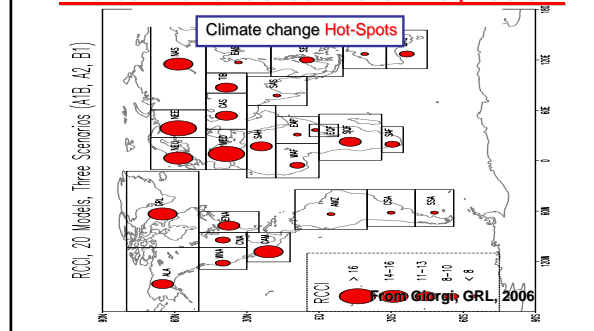 Climate change Hot-Spots
RCCI, 20 Models, Three Scenarios (A1B, A2, B1)
90N
60N
30N
EQ
30S
60S
90S
180
120E
60E
0
60W
120W
NAS
NEE
NEU
GRL
ALA
TIB
CAS
MED
ENA
CNA
WNA
SAS
SAH
CAM
EAF
WAF
EQF
SQF
SAF
AMZ
CSA
SSA
RCCI
> 16
14-16
11-13
8-10
< 8
From Giorgi, GRL, 2006